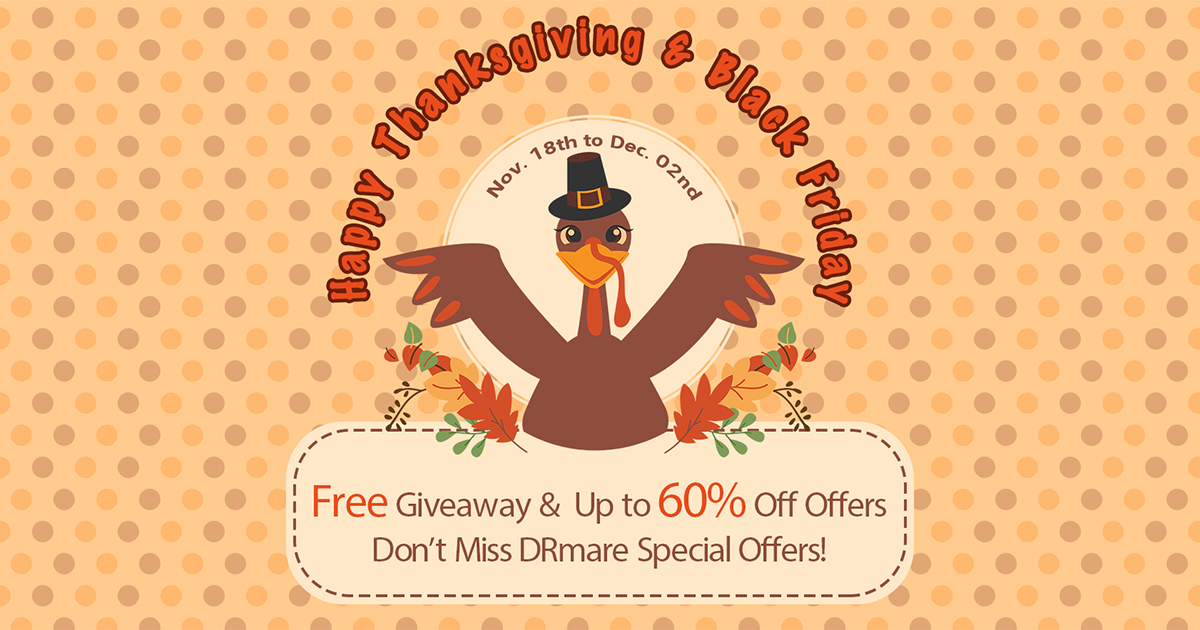 Happy Thanksgiving & Black Friday
Nov. 18th to Dec. 02nd
Free Giveaway & Up to 60% Off Offers
Don't Miss DRmare Special Offers!